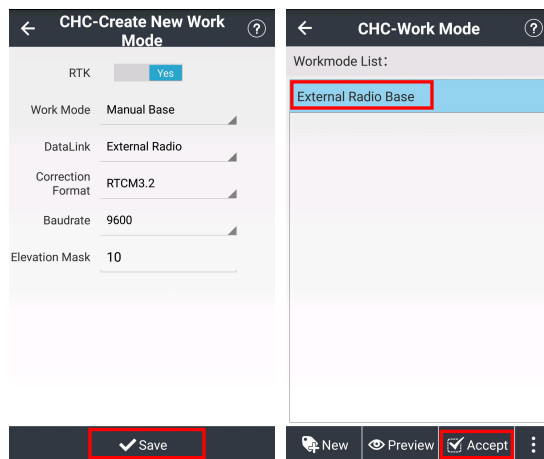 CHC-Create New Work
Mode
?
RTK Yes
Work Mode Manual Base
DataLink External Radio
Correction
Format RTCM3.2
Baudrate 9600
Elevation Mask 10
Save
CHC-Work Mode
?
Workmode List:
External Radio Base
New Preview Accept